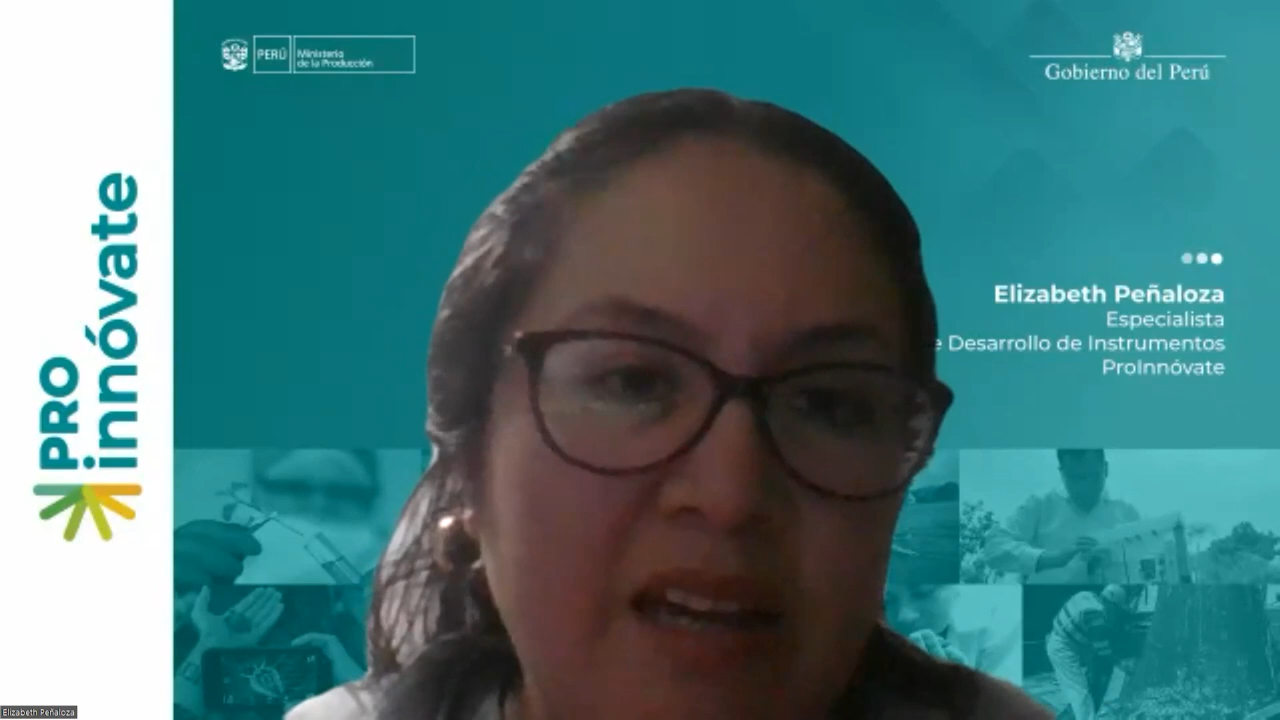 PERÚ
Ministerio
de la Producción
Gobierno del Perú
PRO
innóvate
Elizabeth Peñaloza
Especialista
e Desarrollo de Instrumentos
ProInnóvate
Elizabeth Peñaloza